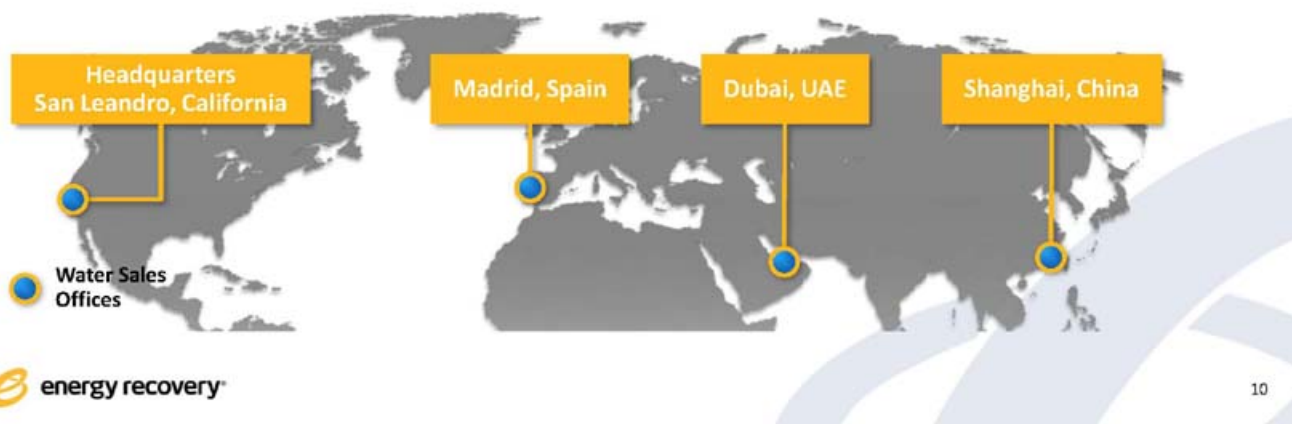 Headquarters
San Leandro, California
Madrid, Spain
Dubai, UAE
Shanghai, China
Water Sales
Offices
energy recovery®
10